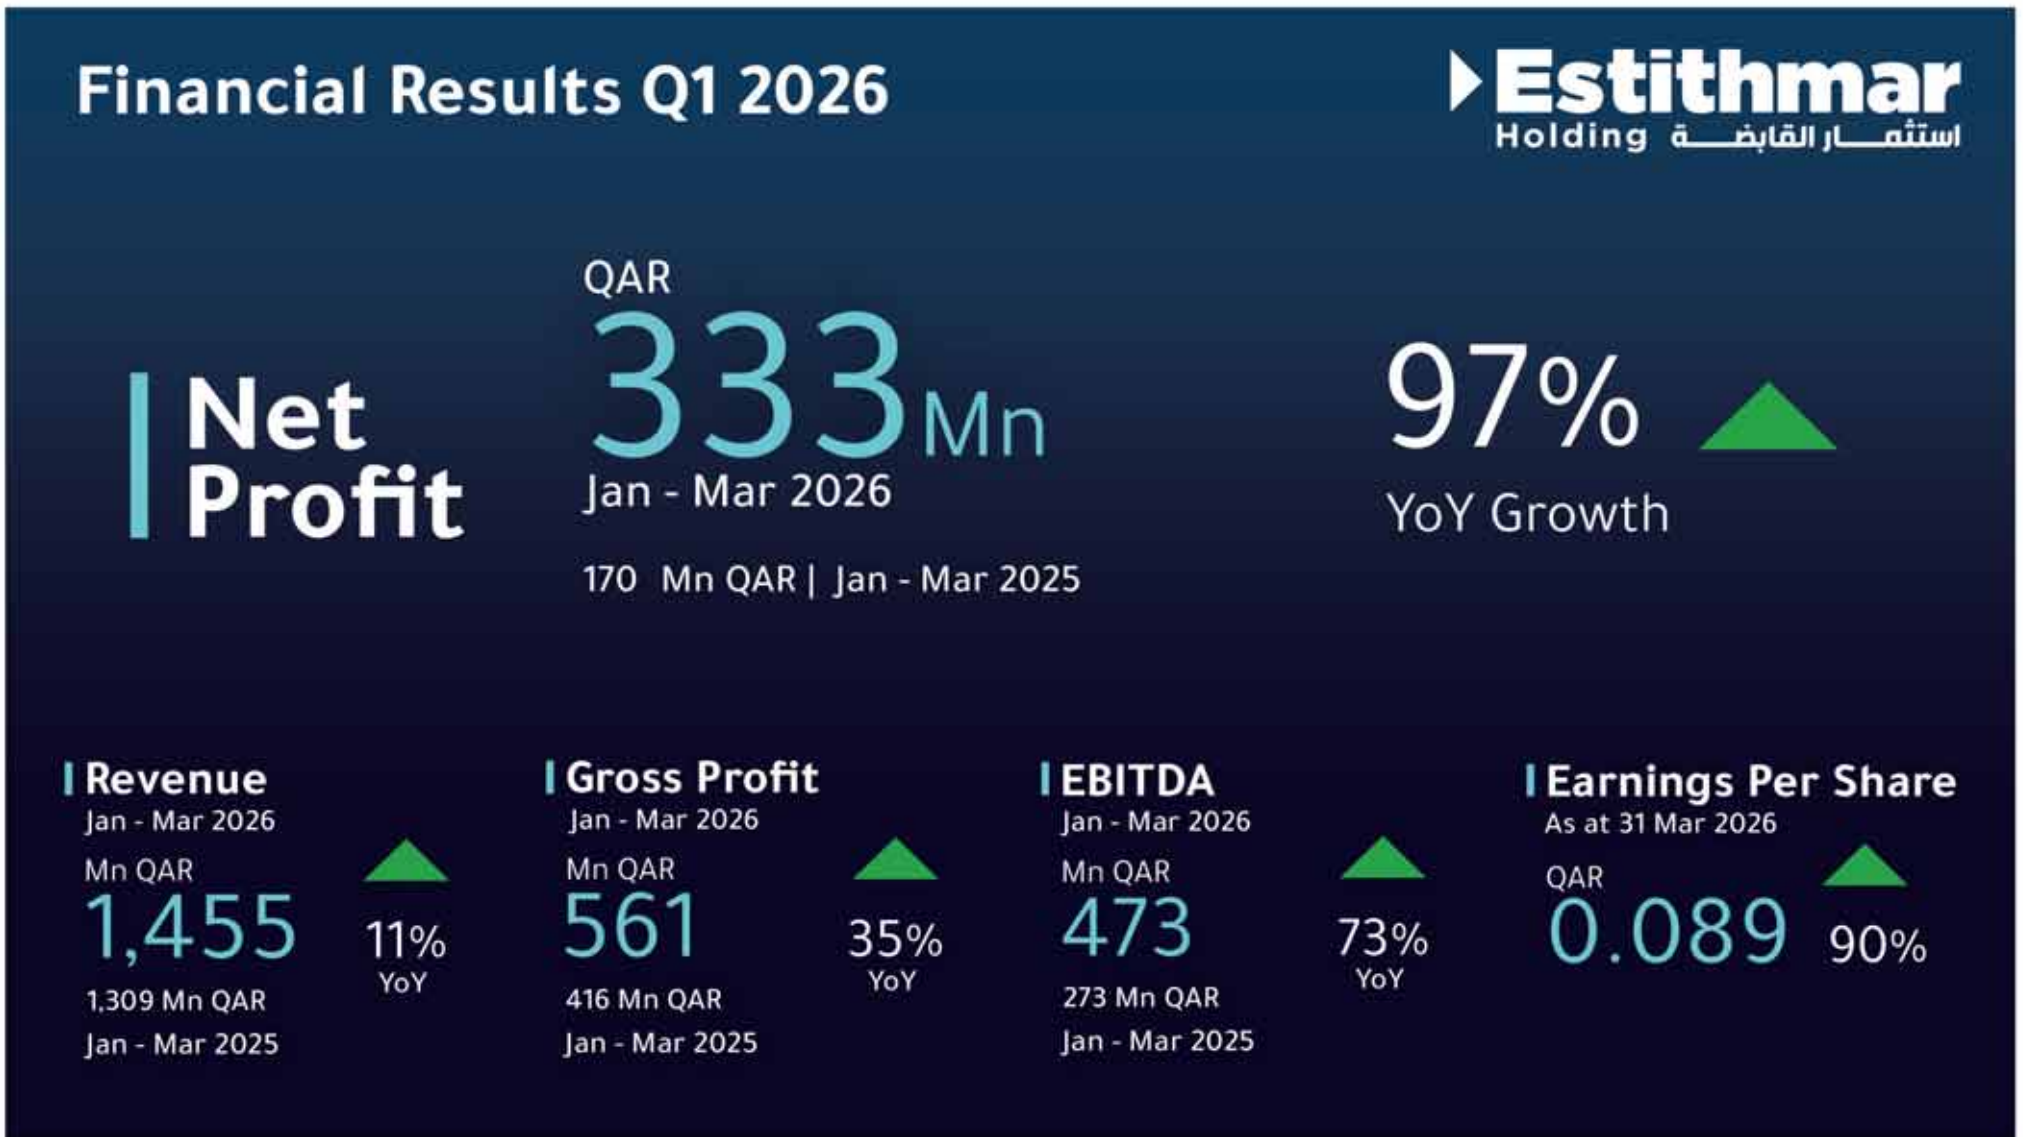 Financial Results Q1 2026
Estithmar
Holding استثمار القابضة
Net
Profit
QAR
333 Mn
Jan - Mar 2026
170 Mn QAR | Jan - Mar 2025
97%
YoY Growth
Revenue
Jan - Mar 2026
Mn QAR
1,455
11%
YoY
1,309 Mn QAR
Jan - Mar 2025
Gross Profit
Jan - Mar 2026
Mn QAR
561
35%
YoY
416 Mn QAR
Jan - Mar 2025
EBITDA
Jan - Mar 2026
Mn QAR
473
73%
YoY
273 Mn QAR
Jan - Mar 2025
Earnings Per Share
As at 31 Mar 2026
QAR
0.089
90%